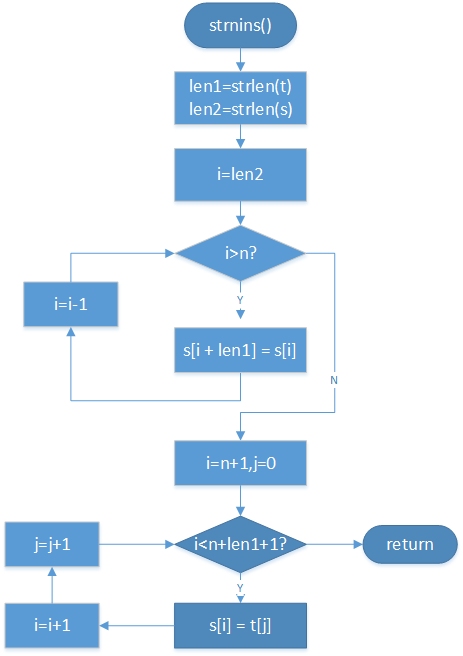 strnins()
len1=strlen(t)
len2=strlen(s)
i=len2
i>n?
Y
i=i-1
s[i + len1] = s[i]
N
i=n+1,j=0
j=j+1
i<n+len1+1?
return
Y
i=i+1
s[i] = t[j]